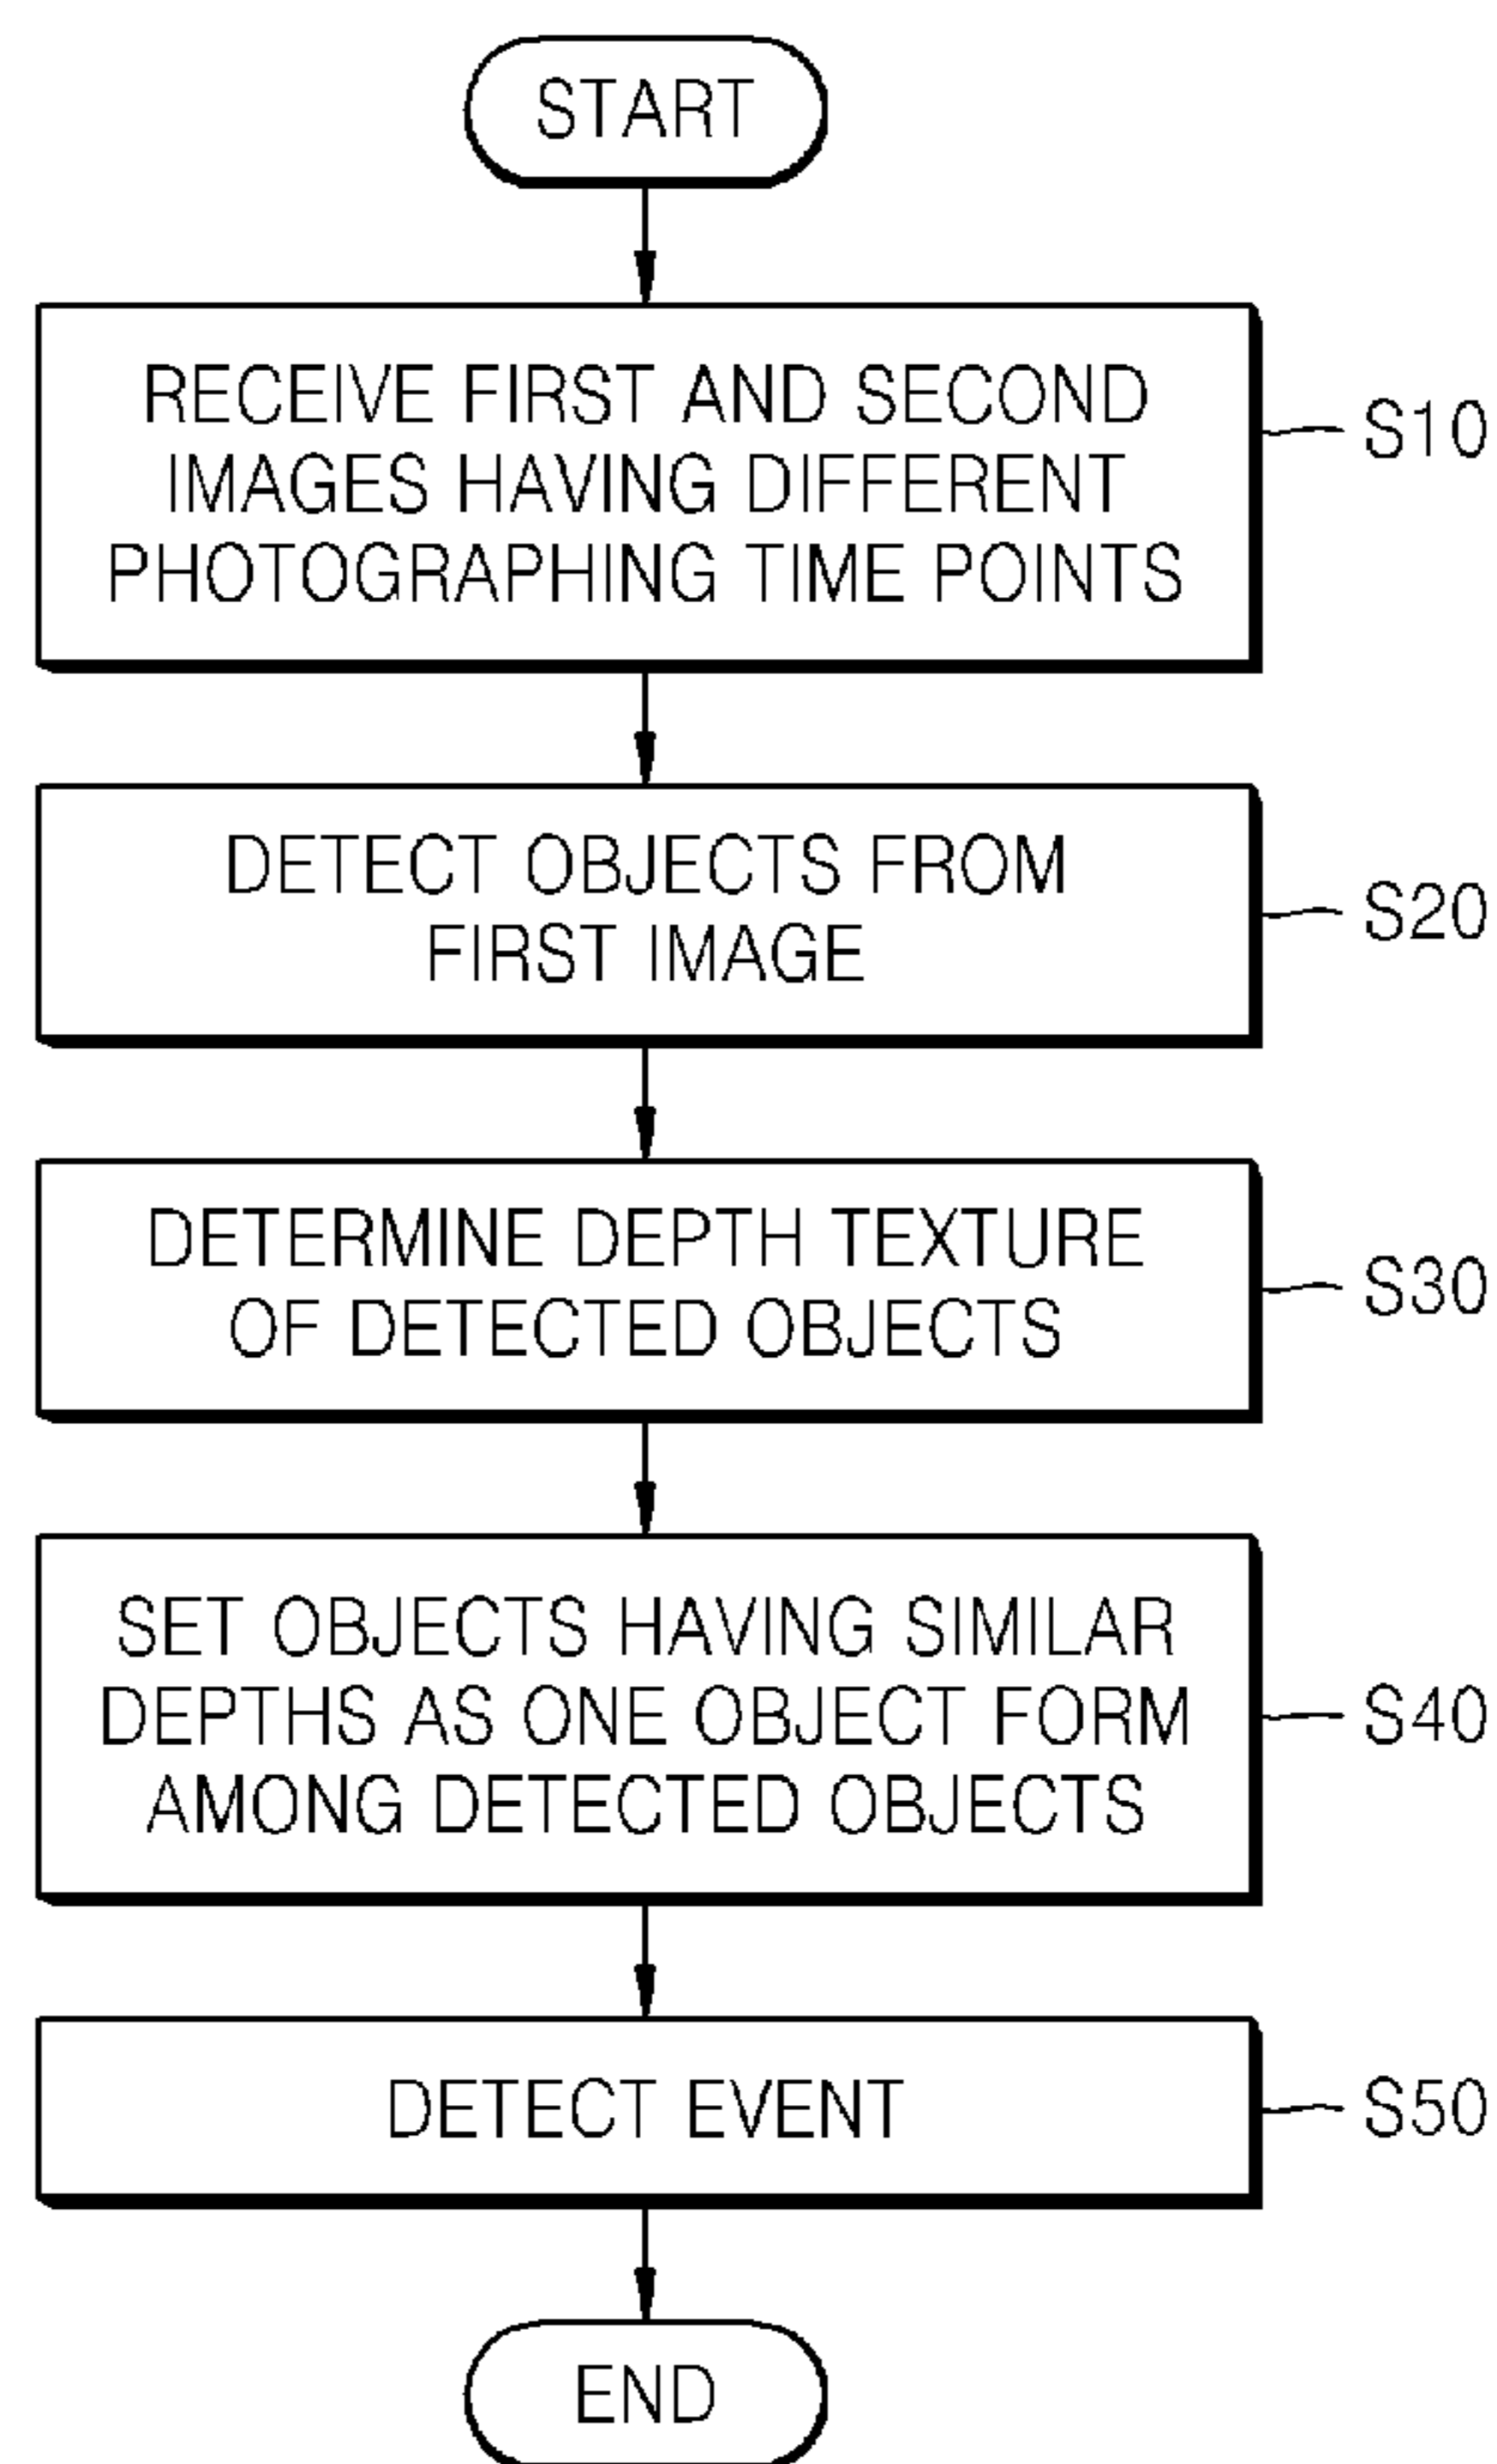 START
RECEIVE FIRST AND SECOND
IMAGES HAVING DIFFERENT
PHOTOGRAPHING TIME POINTS
S10
DETECT OBJECTS FROM
FIRST IMAGE
S20
DETERMINE DEPTH TEXTURE
OF DETECTED OBJECTS
S30
SET OBJECTS HAVING SIMILAR
DEPTHS AS ONE OBJECT FORM
AMONG DETECTED OBJECTS
S40
DETECT EVENT
S50
END